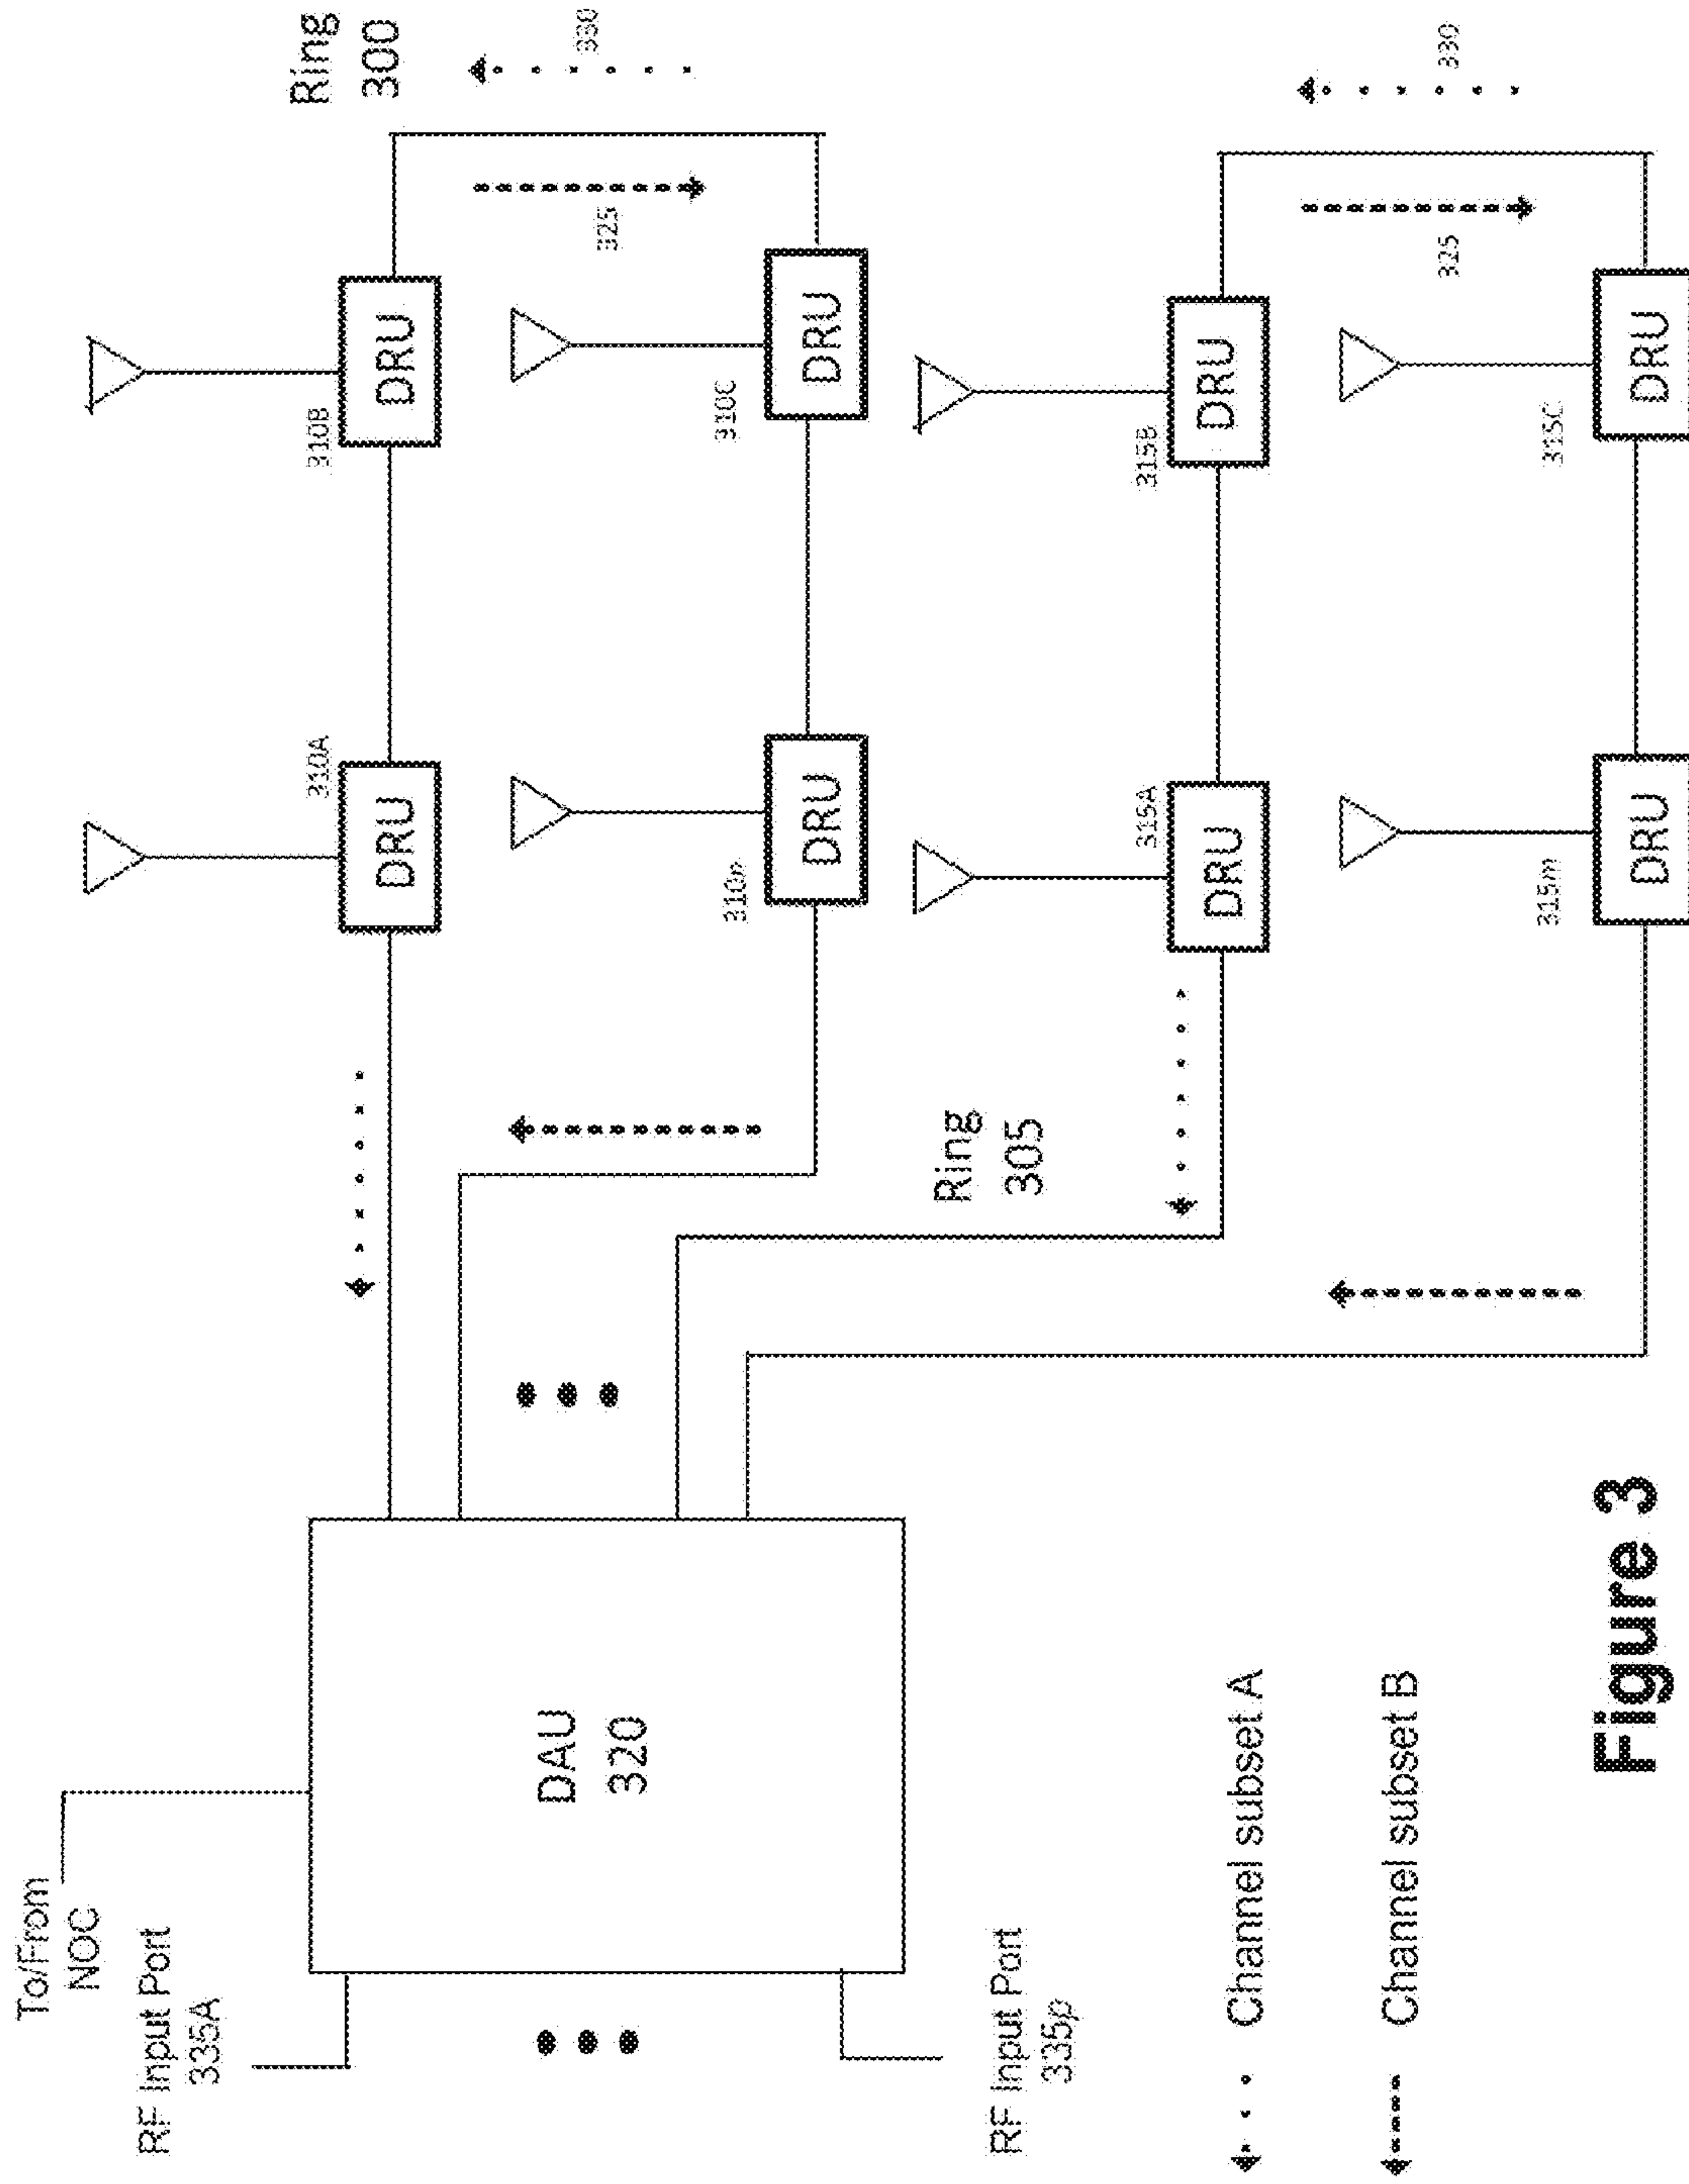 To/From
NOC
RF Input Port
335A
RF Input Port
335p
DAU
320
Ring
300
310A
DRU
310B
DRU
310n
DRU
310C
DRU
325
330
Ring
305
315A
DRU
315B
DRU
315m
DRU
315C
DRU
325
330
Channel subset A
Channel subset B
Figure 3